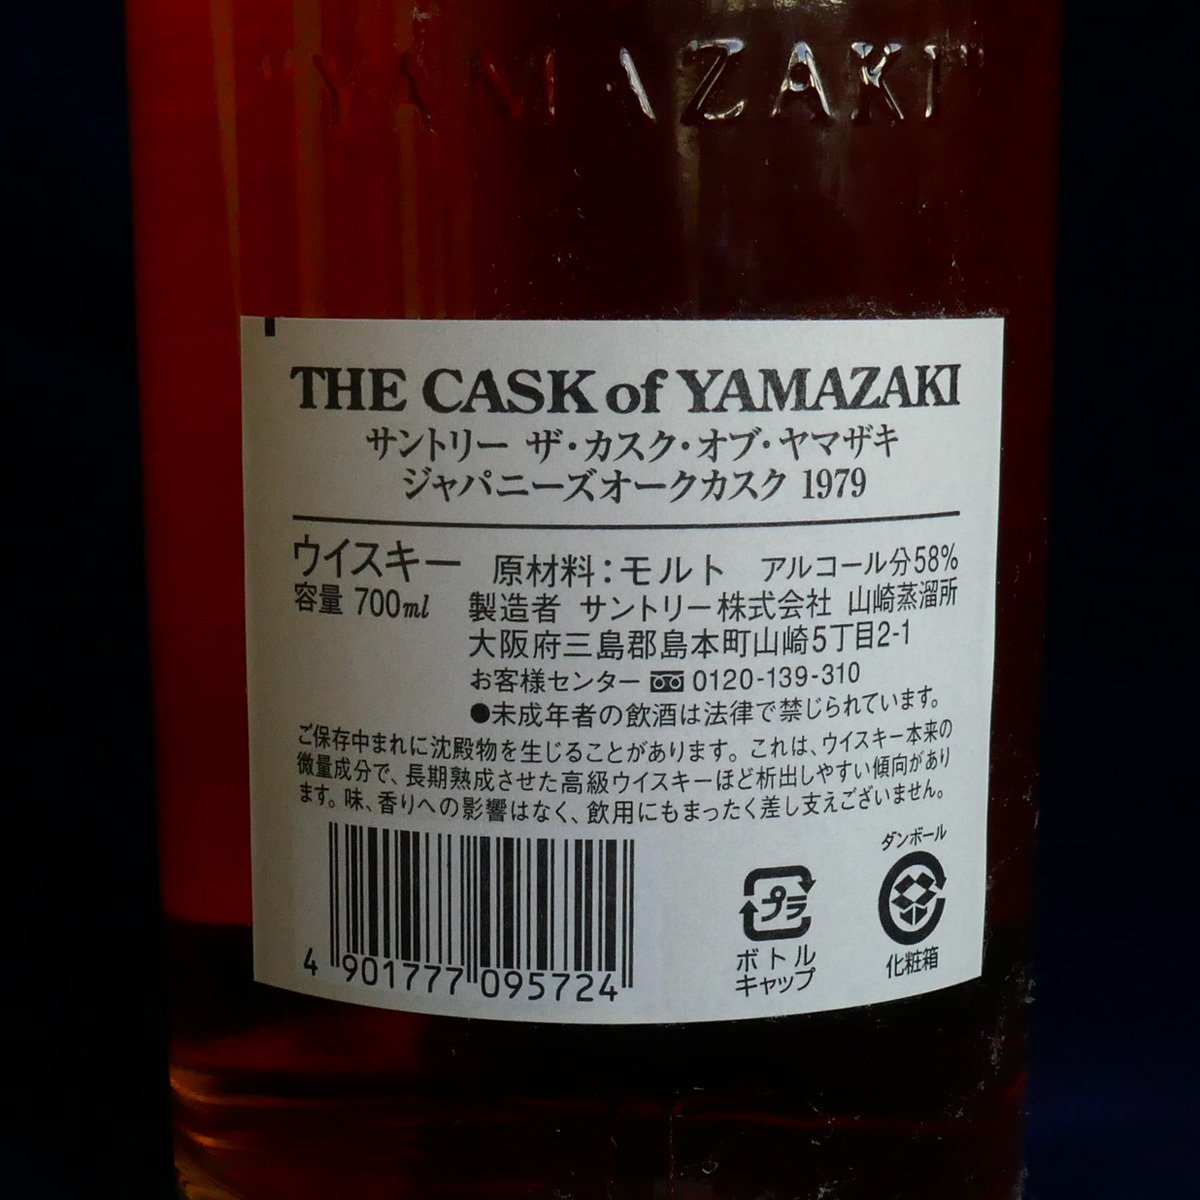 "YAMAZAKI"
THE CASK of YAMAZAKI
サントリー ザ・カスク・オブ・ヤマザキ
ジャパニーズオークカスク 1979
ウイスキー 原材料：モルト アルコール分58%
容量 700ml 製造者 サントリー株式会社 山崎蒸溜所
大阪府三島郡島本町山崎5丁目2-1
お客様センター 0120-139-310
●未成年者の飲酒は法律で禁じられています。
ご保存中まれに沈殿物を生じることがあります。これは、ウイスキー本来の
微量成分で、長期熟成させた高級ウイスキーほど析出しやすい傾向があり
ます。味、香りへの影響はなく、飲用にもまったく差し支えございません。
4 901777 095724
プラ
ボトル
キャップ
ダンボール
化粧箱